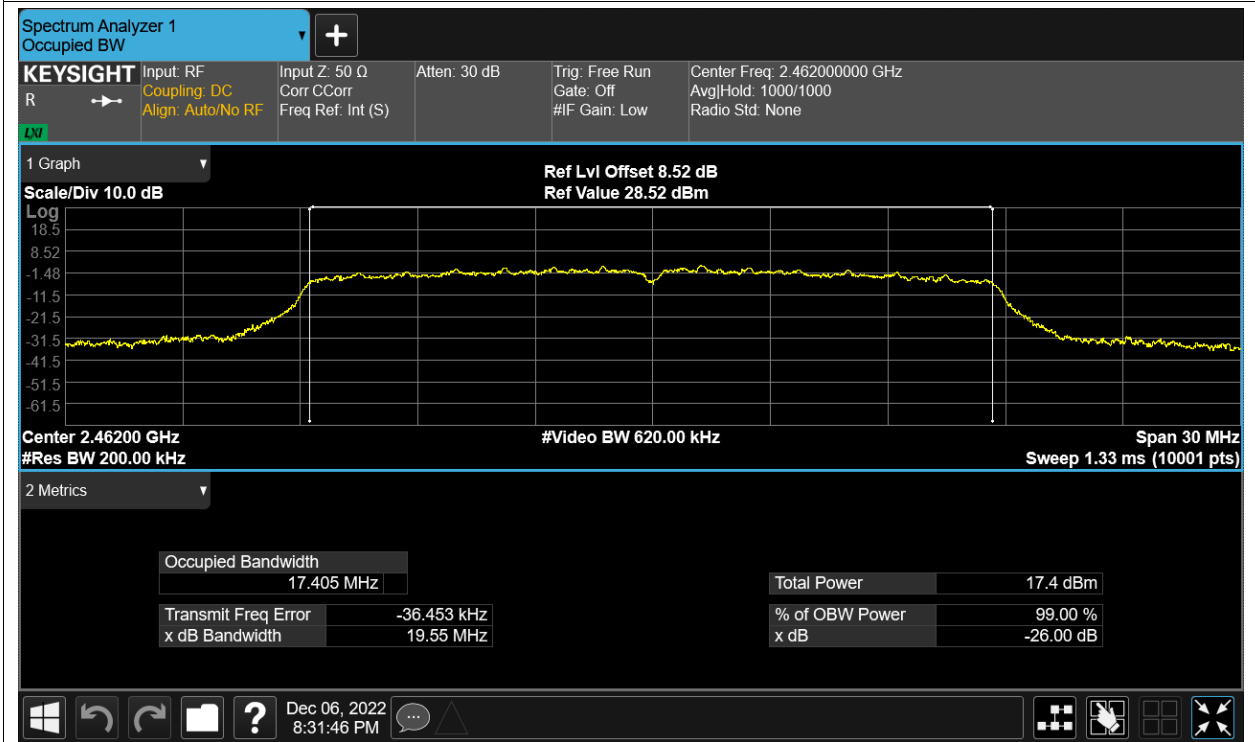 Spectrum Analyzer 1
Occupied BW
KEYSIGHT
R
LXI
Input: RF
Coupling: DC
Align: Auto/No RF
Input Z: 50 Ω
Corr CCorr
Freq Ref: Int (S)
Atten: 30 dB
Trig: Free Run
Gate: Off
#IF Gain: Low
Center Freq: 2.462000000 GHz
Avg|Hold: 1000/1000
Radio Std: None
1 Graph
Scale/Div 10.0 dB
Ref Lvl Offset 8.52 dB
Ref Value 28.52 dBm
Log
18.5
8.52
-1.48
-11.5
-21.5
-31.5
-41.5
-51.5
-61.5
Center 2.46200 GHz
#Video BW 620.00 kHz
Span 30 MHz
#Res BW 200.00 kHz
Sweep 1.33 ms (10001 pts)
2 Metrics
Occupied Bandwidth
17.405 MHz
Total Power 17.4 dBm
Transmit Freq Error -36.453 kHz
% of OBW Power 99.00 %
x dB Bandwidth 19.55 MHz
x dB -26.00 dB
?
Dec 06, 2022
8:31:46 PM